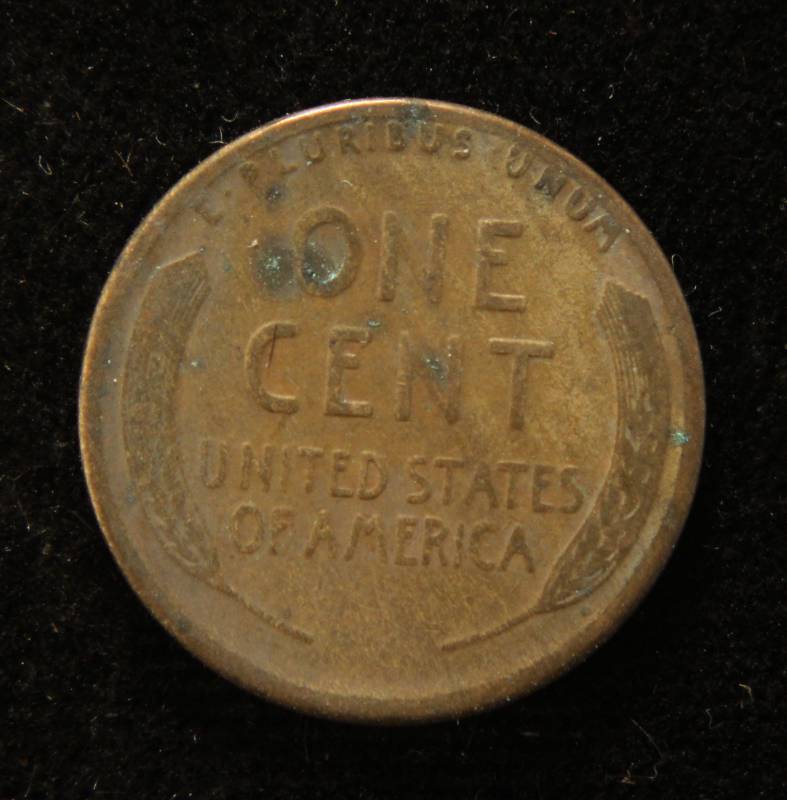 E · PLURIBUS UNUM
ONE
CENT
UNITED STATES
OF AMERICA